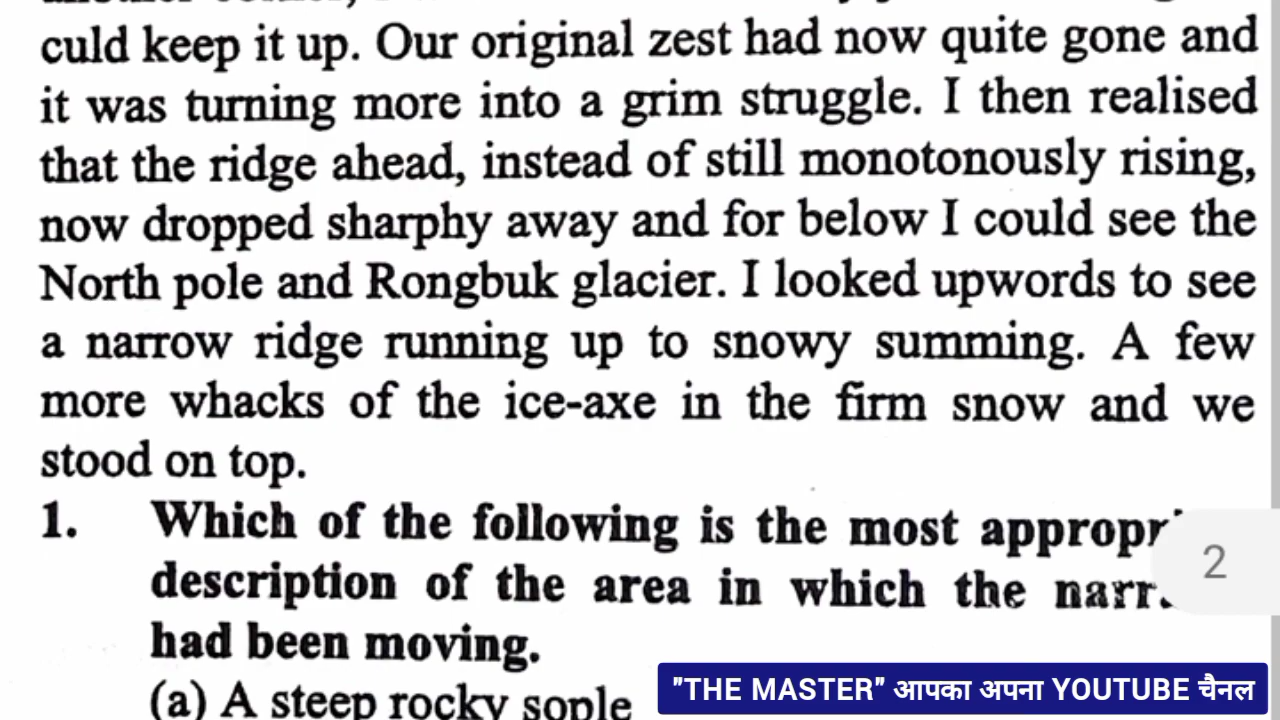 culd keep it up. Our original zest had now quite gone and
it was turning more into a grim struggle. I then realised
that the ridge ahead, instead of still monotonously rising,
now dropped sharphy away and for below I could see the
North pole and Rongbuk glacier. I looked upwords to see
a narrow ridge running up to snowy summing. A few
more whacks of the ice-axe in the firm snow and we
stood on top.
1. Which of the following is the most
description of the area in which the
had been moving.
(a) A steep rocky sople
2
"THE MASTER" आपका अपना YOUTUBE चैनल